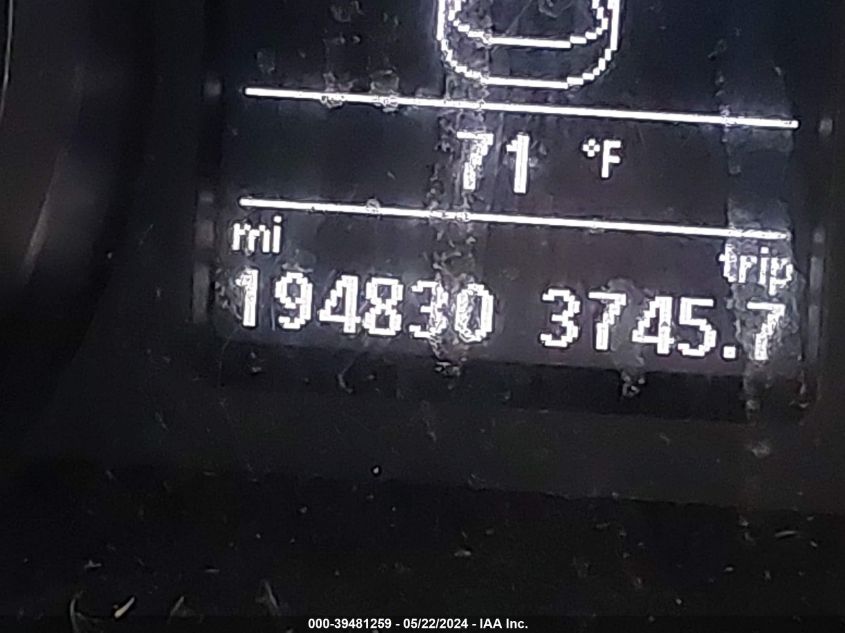 71 °F
mi
trip
194830 3745.7
000-39481259 - 05/22/2024 - IAA Inc.